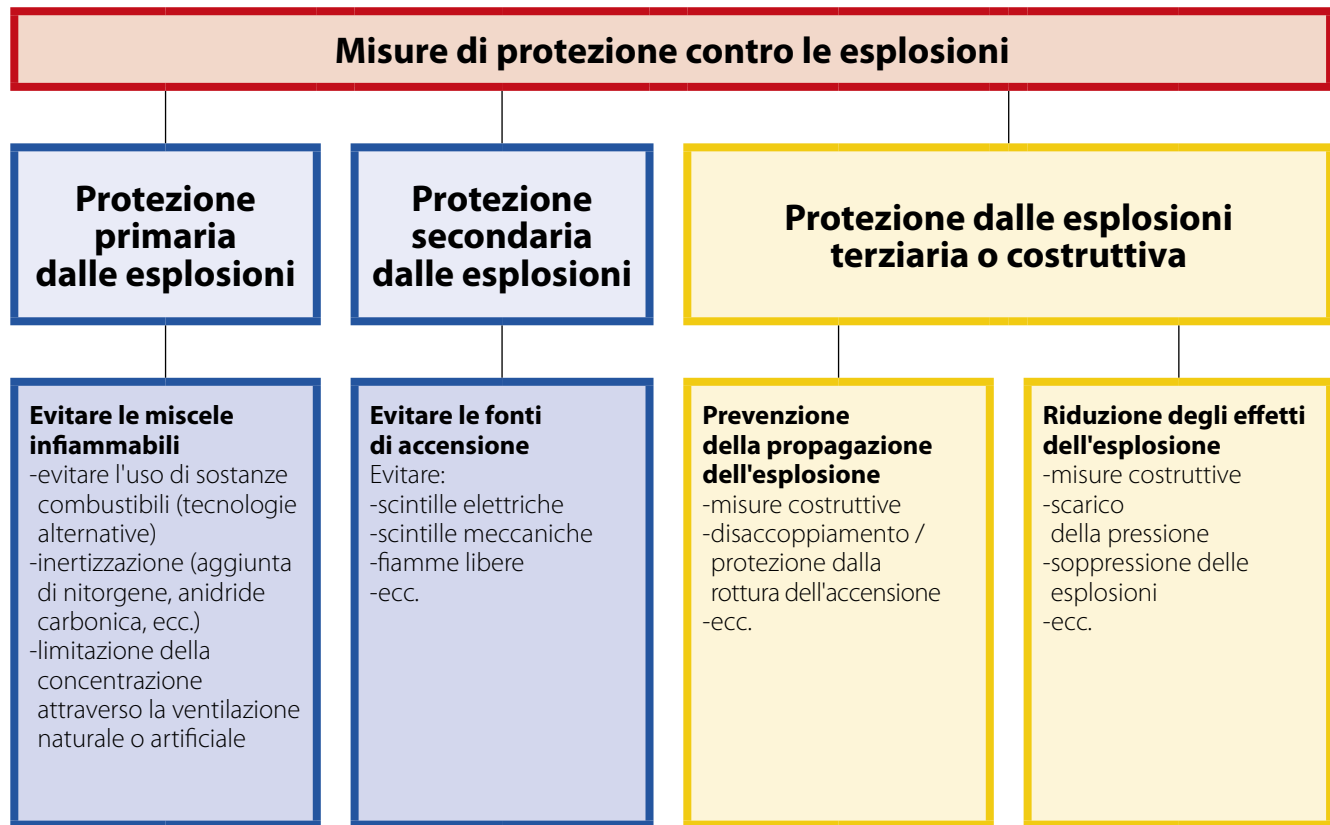 Misure di protezione contro le esplosioni
Protezione
primaria
dalle esplosioni
Protezione
secondaria
dalle esplosioni
Protezione dalle esplosioni
terziaria o costruttiva
Evitare le miscele
infiammabili
-evitare l'uso di sostanze
combustibili (tecnologie
alternative)
-inertizzazione (aggiunta
di nitorgene, anidride
carbonica, ecc.)
-limitazione della
concentrazione
attraverso la ventilazione
naturale o artificiale
Evitare le fonti
di accensione
Evitare:
-scintille elettriche
-scintille meccaniche
-fiamme libere
-ecc.
Prevenzione
della propagazione
dell'esplosione
-misure costruttive
-disaccoppiamento /
protezione dalla
rottura dell'accensione
-ecc.
Riduzione degli effetti
dell'esplosione
-misure costruttive
-scarico
della pressione
-soppressione delle
esplosioni
-ecc.